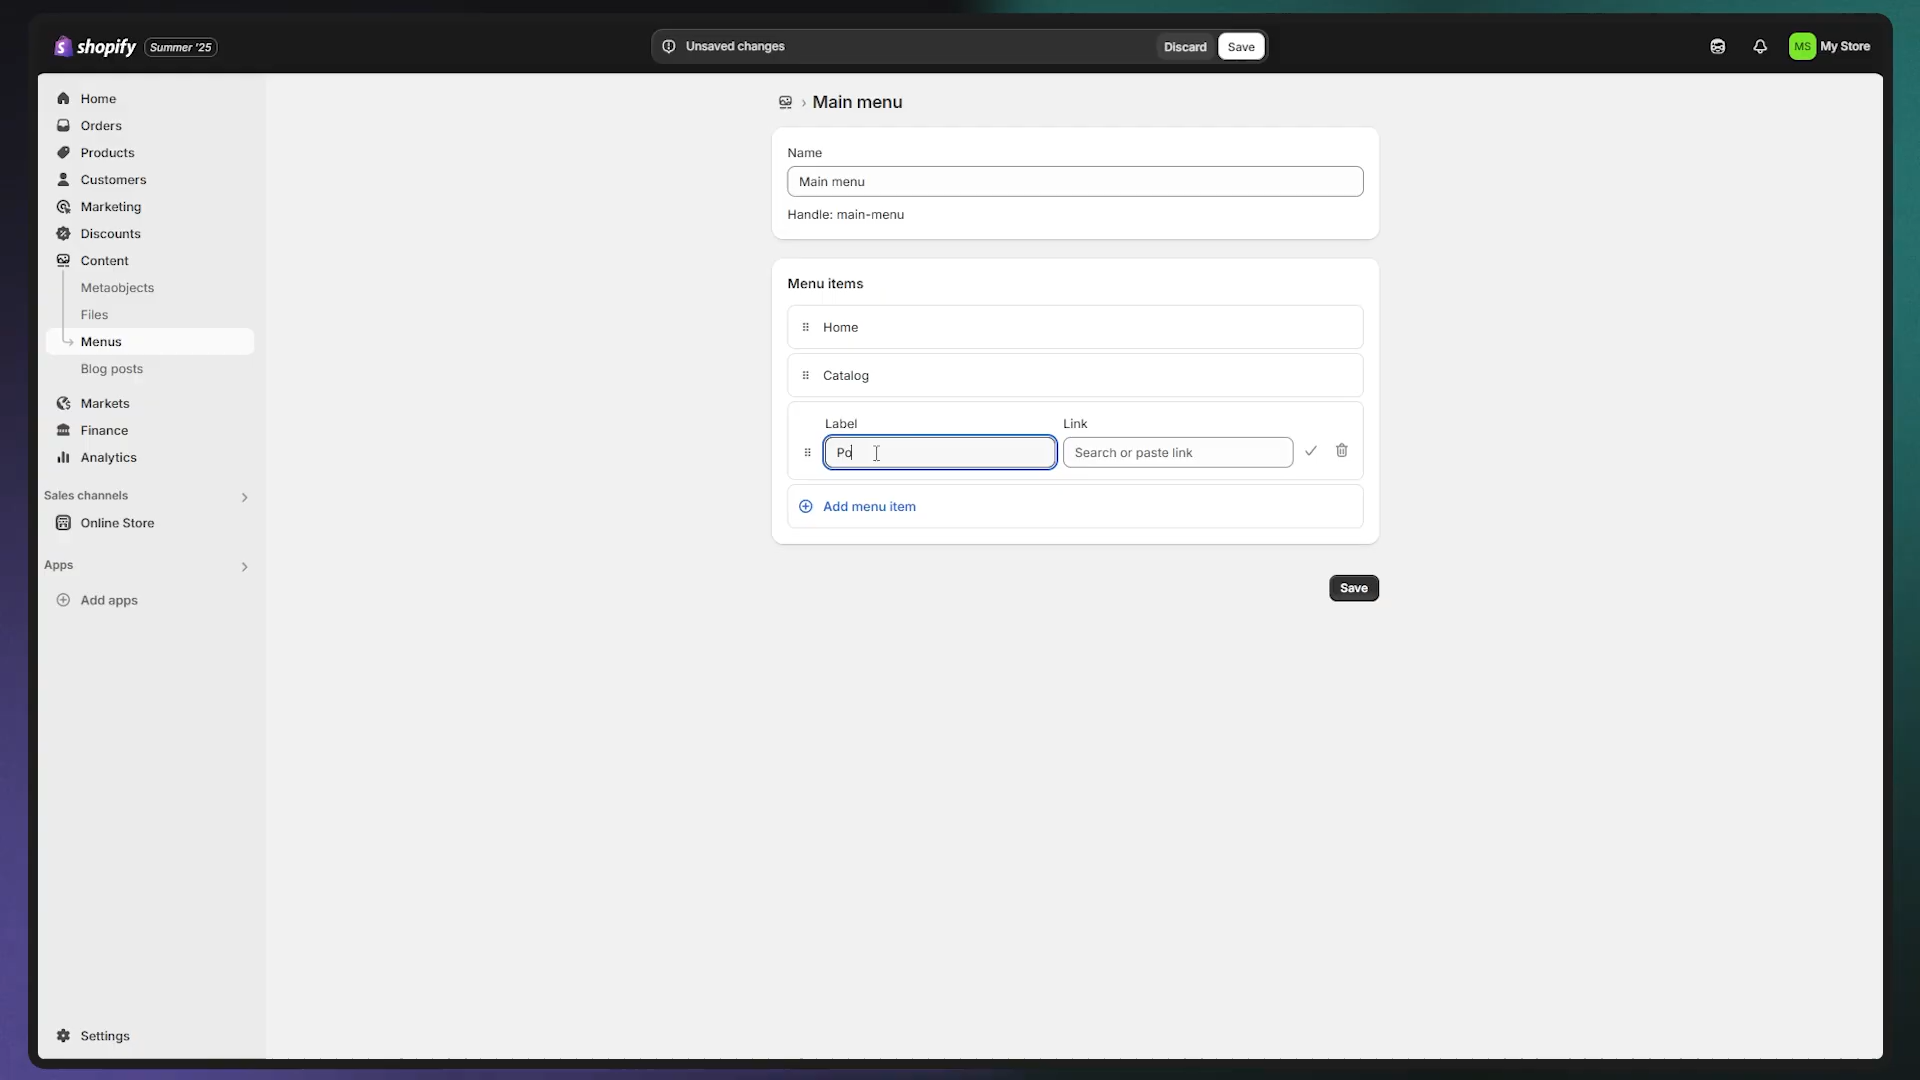 shopify Summer '25
Unsaved changes
Discard
Save
MS My Store
Home
Orders
Products
Customers
Marketing
Discounts
Content
Metaobjects
Files
Menus
Blog posts
Markets
Finance
Analytics
Sales channels
Online Store
Apps
Add apps
Settings
Main menu
Name
Main menu
Handle: main-menu
Menu items
Home
Catalog
Label Link
Po Search or paste link
Add menu item
Save